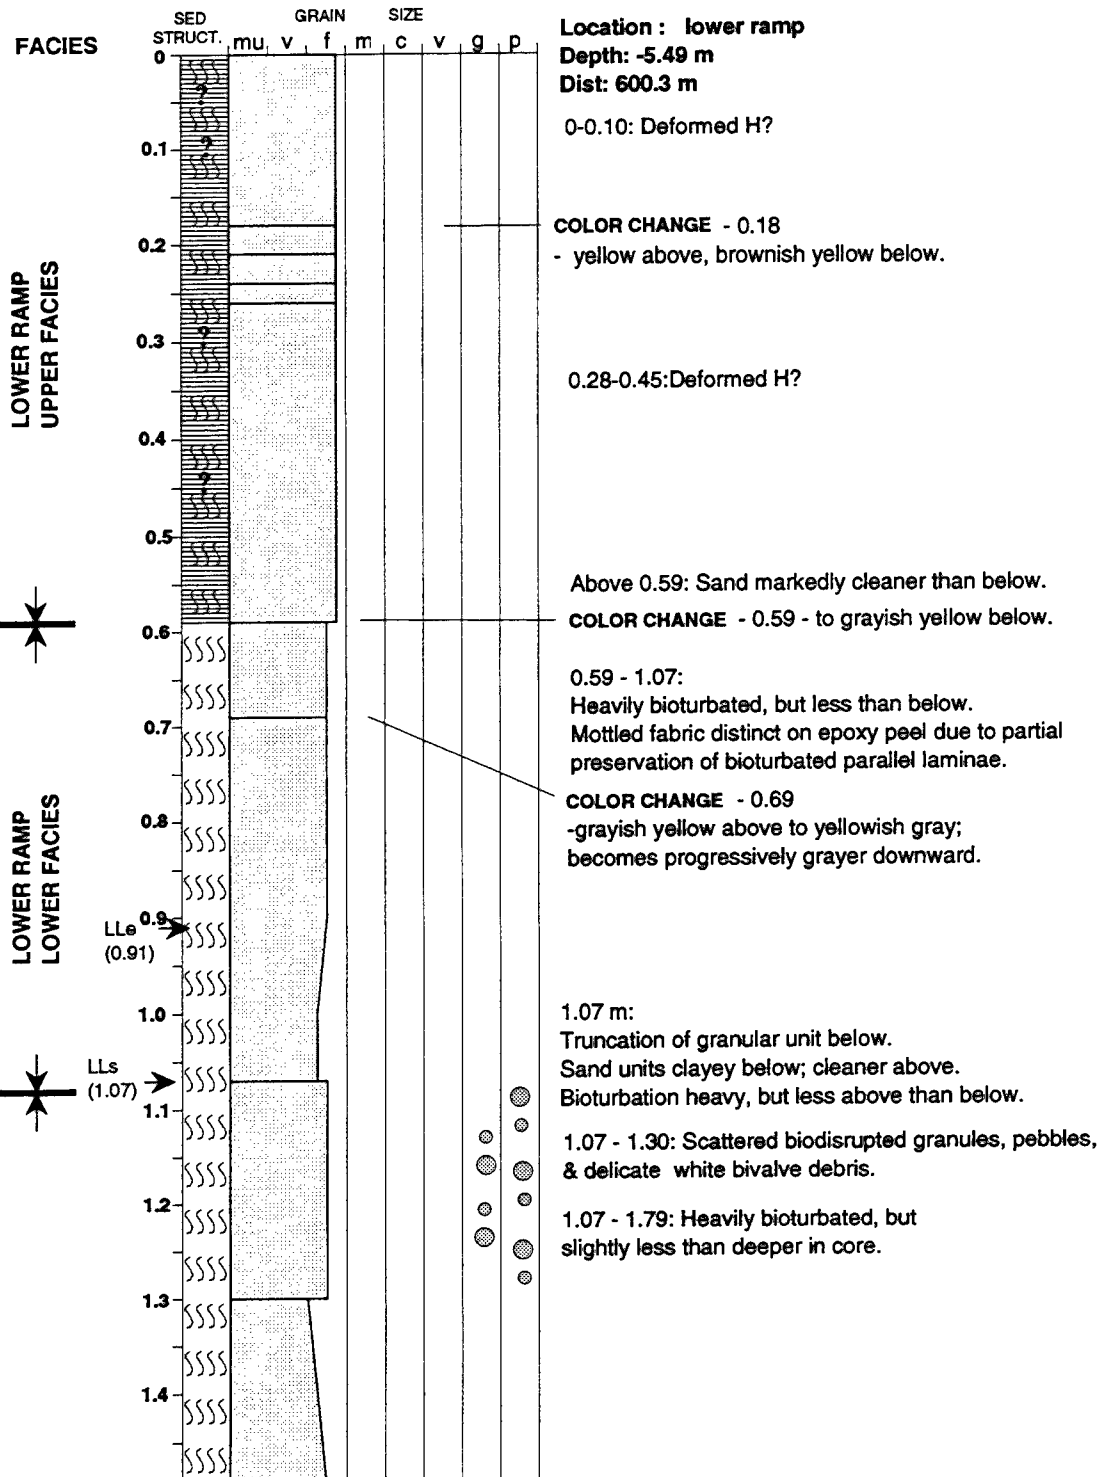 FACIES
SED
STRUCT.
GRAIN SIZE
mu v f m c v g p
Location : lower ramp
Depth: -5.49 m
Dist: 600.3 m
0
0-0.10: Deformed H?
?
?
0.1
COLOR CHANGE - 0.18
- yellow above, brownish yellow below.
0.2
LOWER RAMP
UPPER FACIES
?
0.3
0.28-0.45:Deformed H?
0.4
?
0.5
Above 0.59: Sand markedly cleaner than below.
COLOR CHANGE - 0.59 - to grayish yellow below.
0.6
0.59 - 1.07:
Heavily bioturbated, but less than below.
Mottled fabric distinct on epoxy peel due to partial
preservation of bioturbated parallel laminae.
0.7
COLOR CHANGE - 0.69
-grayish yellow above to yellowish gray;
becomes progressively grayer downward.
0.8
LOWER RAMP
LOWER FACIES
0.9
LLe
(0.91)
1.0
1.07 m:
Truncation of granular unit below.
Sand units clayey below; cleaner above.
Bioturbation heavy, but less above than below.
LLs
(1.07)
1.1
1.07 - 1.30: Scattered biodisrupted granules, pebbles,
& delicate white bivalve debris.
1.2
1.07 - 1.79: Heavily bioturbated, but
slightly less than deeper in core.
1.3
1.4